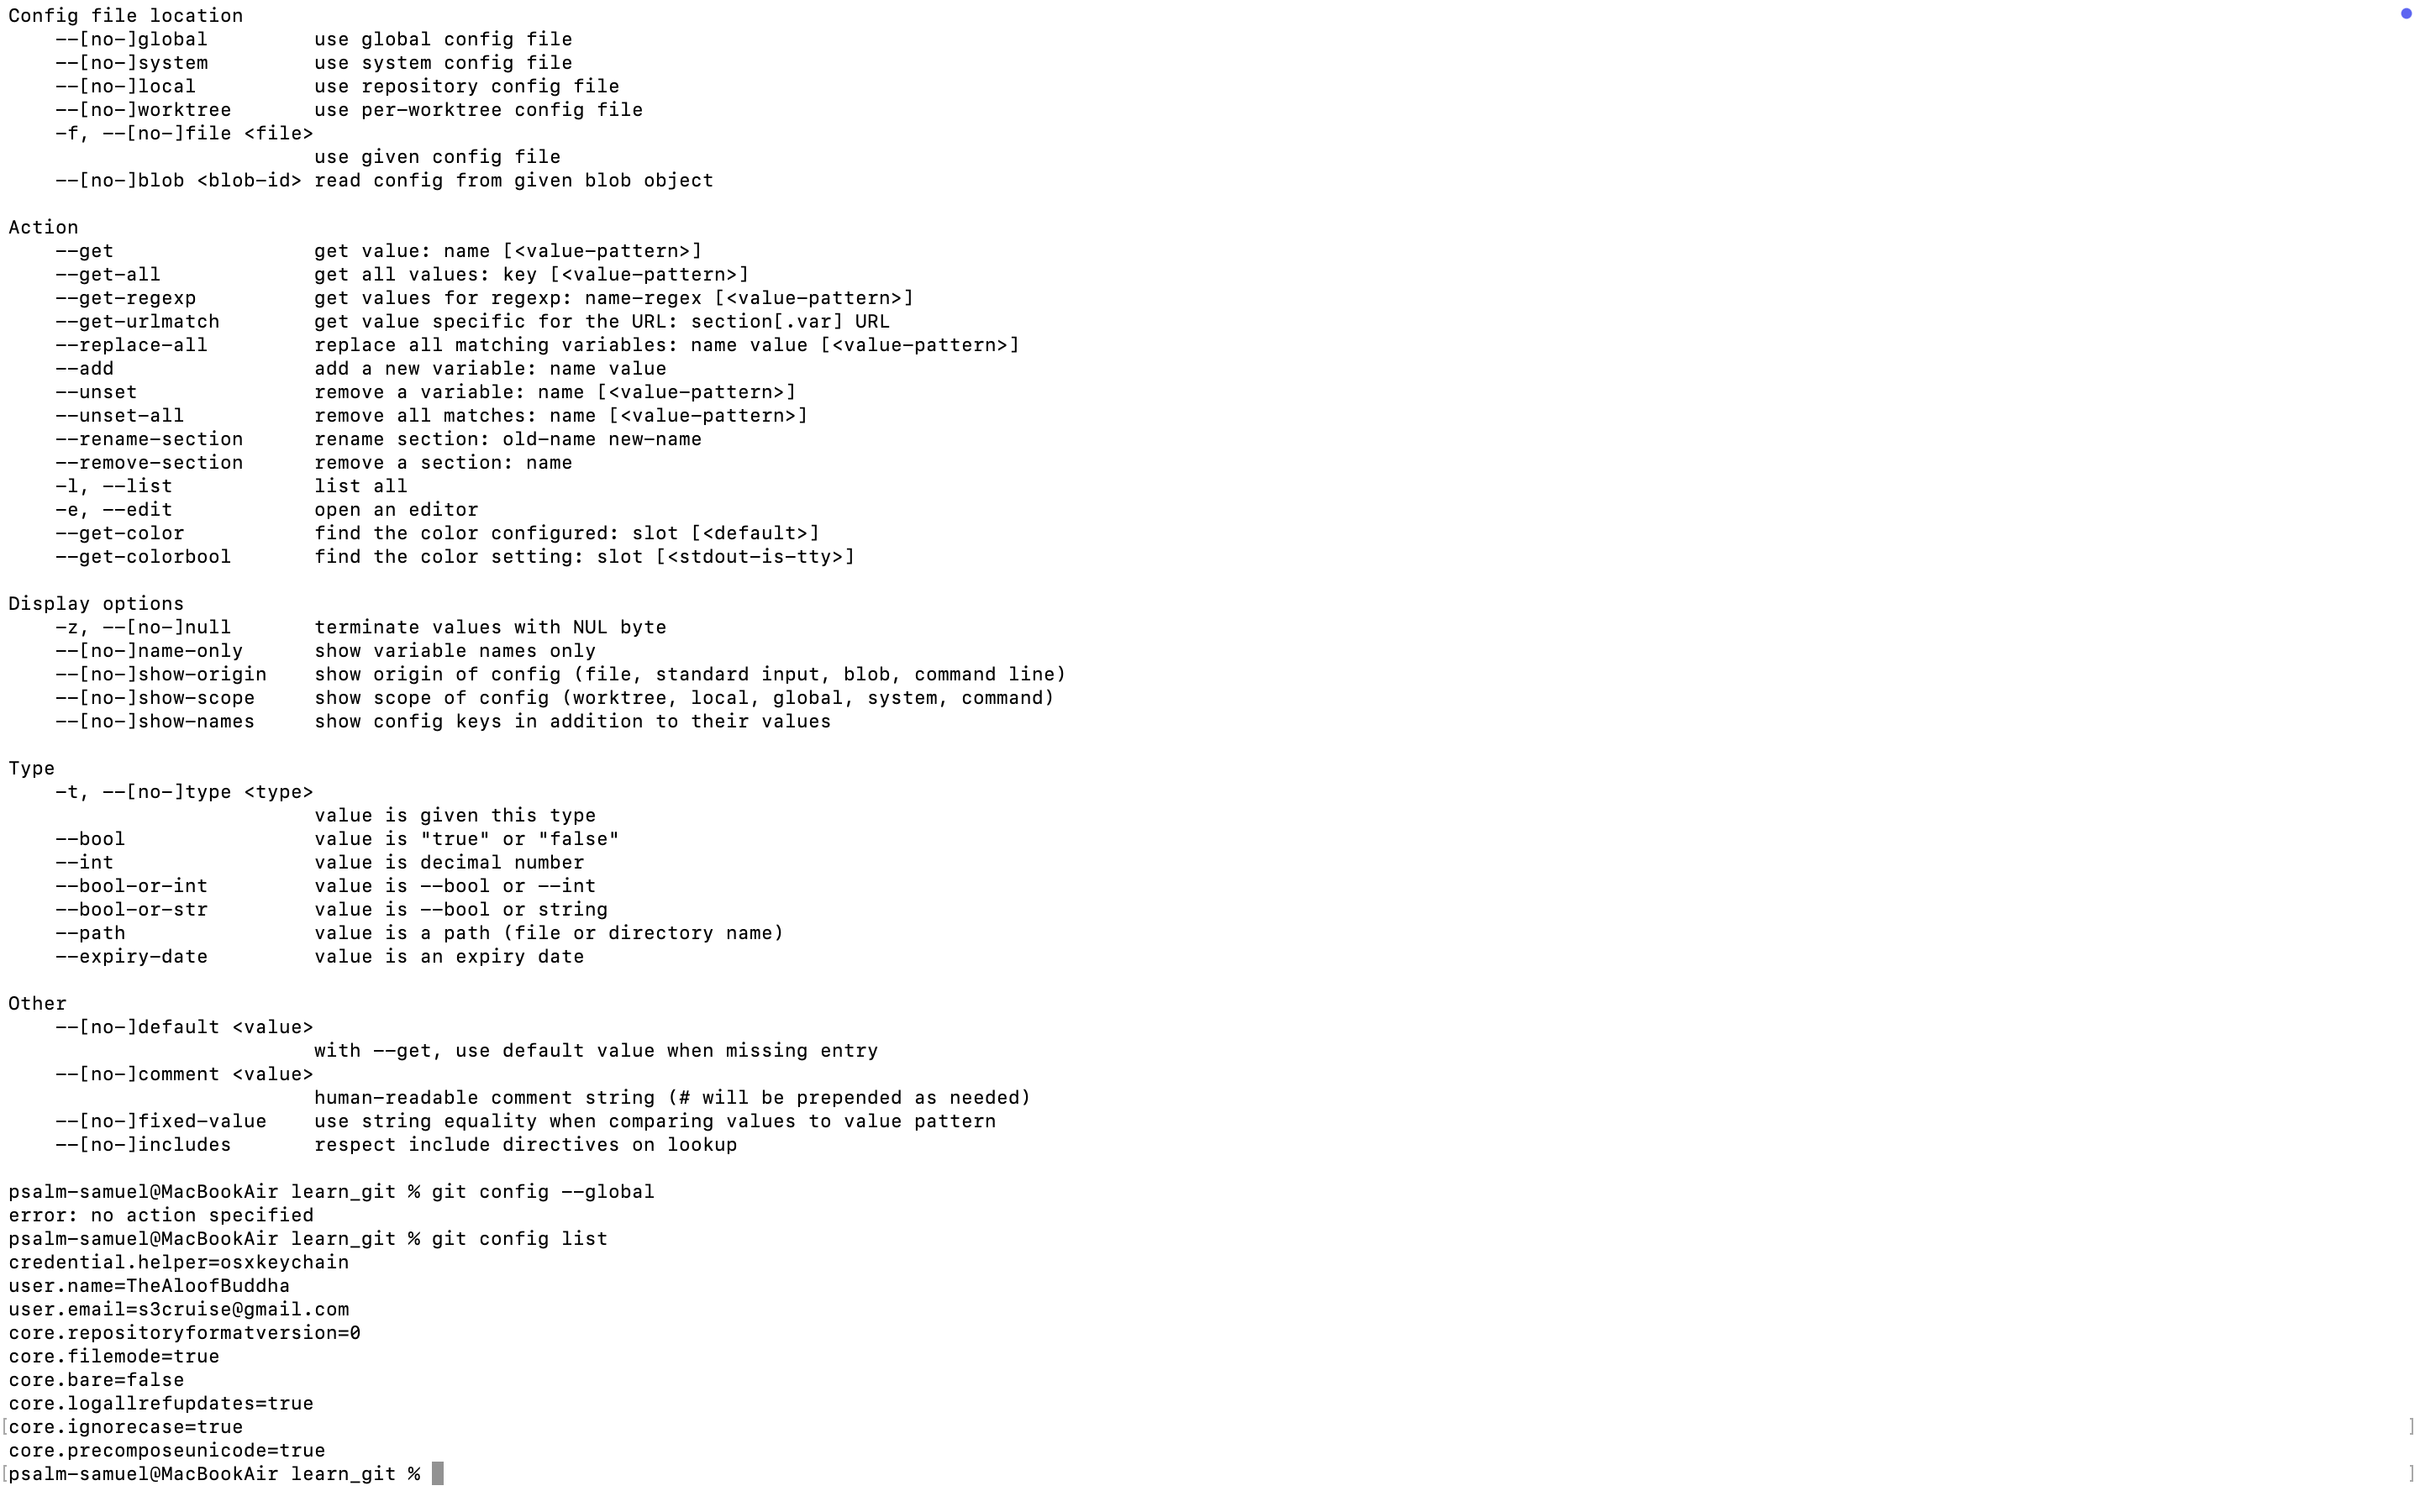 Config file location
    --[no-]global         use global config file
    --[no-]system         use system config file
    --[no-]local          use repository config file
    --[no-]worktree       use per-worktree config file
    -f, --[no-]file <file>
                          use given config file
    --[no-]blob <blob-id> read config from given blob object

Action
    --get                 get value: name [<value-pattern>]
    --get-all             get all values: key [<value-pattern>]
    --get-regexp          get values for regexp: name-regex [<value-pattern>]
    --get-urlmatch        get value specific for the URL: section[.var] URL
    --replace-all         replace all matching variables: name value [<value-pattern>]
    --add                 add a new variable: name value
    --unset               remove a variable: name [<value-pattern>]
    --unset-all           remove all matches: name [<value-pattern>]
    --rename-section      rename section: old-name new-name
    --remove-section      remove a section: name
    -l, --list            list all
    -e, --edit            open an editor
    --get-color           find the color configured: slot [<default>]
    --get-colorbool       find the color setting: slot [<stdout-is-tty>]

Display options
    -z, --[no-]null       terminate values with NUL byte
    --[no-]name-only      show variable names only
    --[no-]show-origin    show origin of config (file, standard input, blob, command line)
    --[no-]show-scope     show scope of config (worktree, local, global, system, command)
    --[no-]show-names     show config keys in addition to their values

Type
    -t, --[no-]type <type>
                          value is given this type
    --bool                value is "true" or "false"
    --int                 value is decimal number
    --bool-or-int         value is --bool or --int
    --bool-or-str         value is --bool or string
    --path                value is a path (file or directory name)
    --expiry-date         value is an expiry date

Other
    --[no-]default <value>
                          with --get, use default value when missing entry
    --[no-]comment <value>
                          human-readable comment string (# will be prepended as needed)
    --[no-]fixed-value    use string equality when comparing values to value pattern
    --[no-]includes       respect include directives on lookup

psalm-samuel@MacBookAir learn_git % git config --global
error: no action specified
psalm-samuel@MacBookAir learn_git % git config list
credential.helper=osxkeychain
user.name=TheAloofBuddha
user.email=s3cruise@gmail.com
core.repositoryformatversion=0
core.filemode=true
core.bare=false
core.logallrefupdates=true
[core.ignorecase=true ]
core.precomposeunicode=true
[psalm-samuel@MacBookAir learn_git % ]